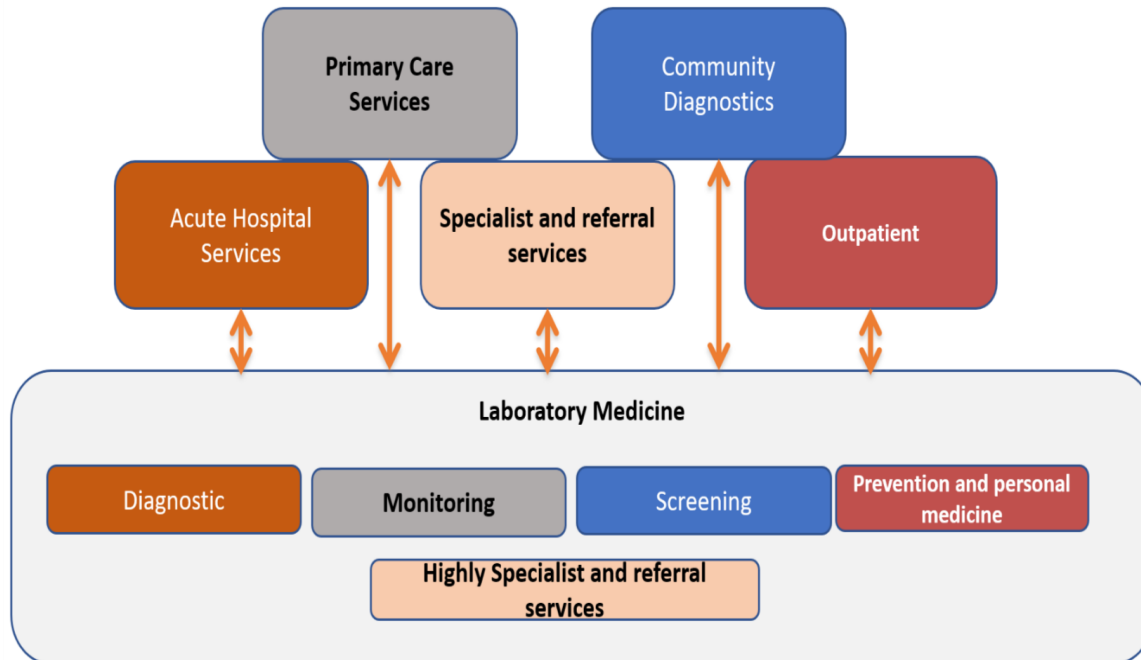 Primary Care
Services
Community
Diagnostics
Acute Hospital
Services
Specialist and referral
services
Outpatient
Laboratory Medicine
Diagnostic
Monitoring
Screening
Prevention and personal
medicine
Highly Specialist and referral
services